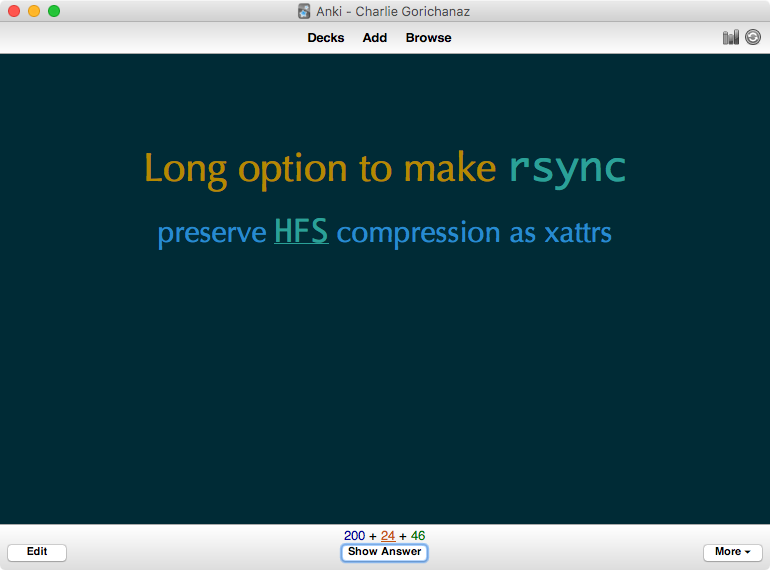 Anki - Charlie Gorichanaz
Decks Add Browse
Long option to make rsync
preserve HFS compression as xattrs
200 + 24 + 46
Edit Show Answer More